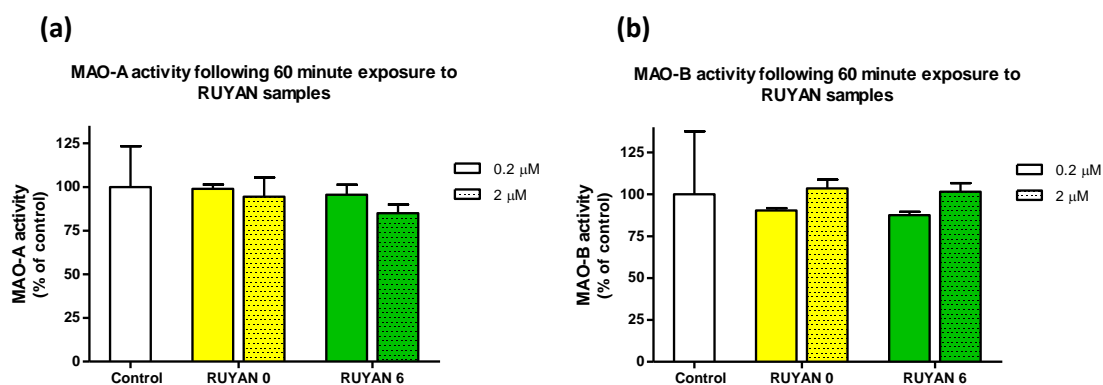 (a)
MAO-A activity following 60 minute exposure to
RUYAN samples
MAO-A activity
(% of control)
125
100
75
50
25
0
Control
RUYAN 0
RUYAN 6
0.2 μM
2 μM
(b)
MAO-B activity following 60 minute exposure to
RUYAN samples
MAO-B activity
(% of control)
125
100
75
50
25
0
Control
RUYAN 0
RUYAN 6
0.2 μM
2 μM